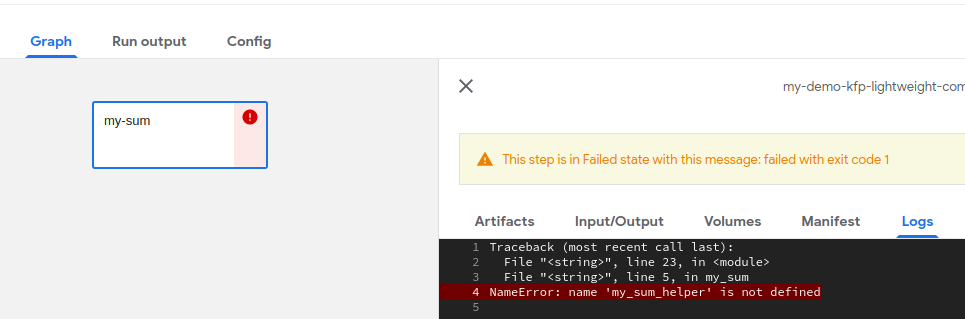 Graph Run output Config
my-sum
my-demo-kfp-lightweight-com
This step is in Failed state with this message: failed with exit code 1
Artifacts Input/Output Volumes Manifest Logs
1 Traceback (most recent call last):
2 File "<string>", line 23, in <module>
3 File "<string>", line 5, in my_sum
4 NameError: name 'my_sum_helper' is not defined
5